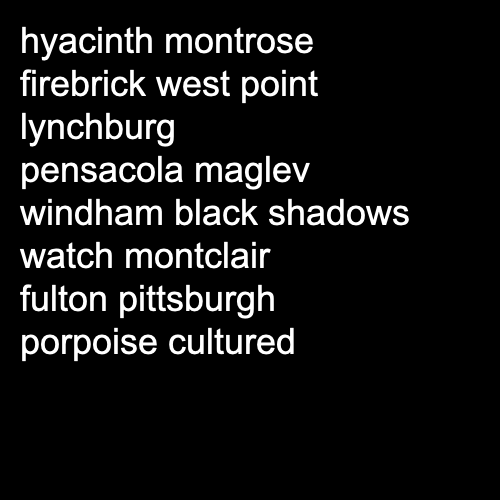 hyacinth montrose
firebrick west point
lynchburg
pensacola maglev
windham black shadows
watch montclair
fulton pittsburgh
porpoise cultured